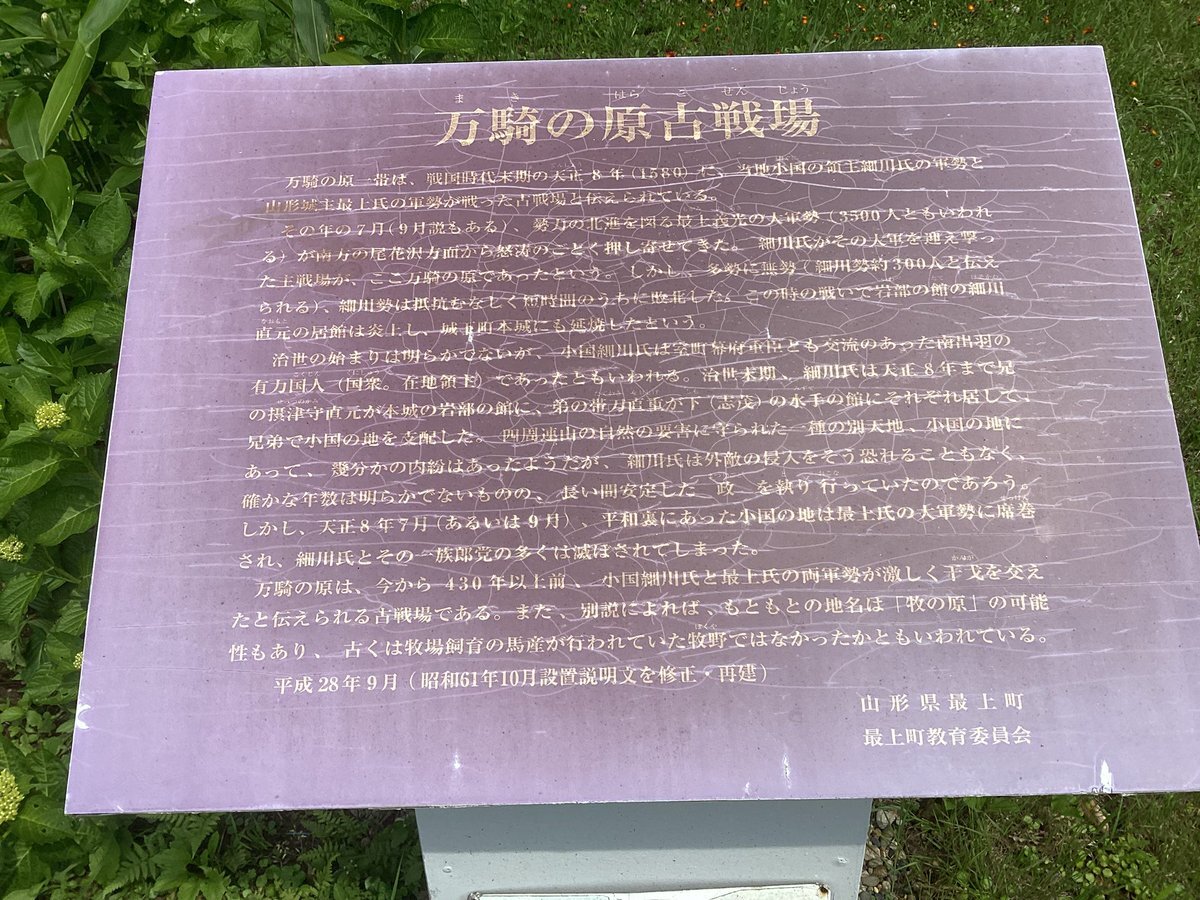 万騎の原古戦場
万騎の原一帯は、戦国時代末期の天正8年(1580)に、当地小国の領主細川氏の軍勢と
山形城主最上氏の軍勢が戦った古戦場と伝えられている。
その年の7月(9月説もある)、勢力の北進を図る最上義光の大軍勢(3500人ともいわれ
る)が南方の尾花沢方面から怒涛のごとく押し寄せてきた。細川氏がその大軍を迎え撃っ
た主戦場が、ここ万騎の原であったという。しかし、多勢に無勢(細川勢約300人と伝え
られる)、細川勢は抵抗むなしく短時間のうちに敗北した。この時の戦いで岩部の館の細川
直元の居館は炎上し、城下町本城にも延焼したという。
治世の始まりは明らかでないが、小国細川氏は室町幕府重臣とも交流のあった南出羽の
有力国人(国衆。在地領主)であったともいわれる。治世末期、細川氏は天正8年まで兄
の摂津守直元が本城の岩部の館に、弟の帯刀直重が下(志茂)の水手の館にそれぞれ居して、
兄弟で小国の地を支配した。四周連山の自然の要害に守られた一種の別天地、小国の地に
あって、幾分かの内紛はあったようだが、細川氏は外敵の侵入をそう恐れることもなく、
確かな年数は明らかでないものの、長い間安定した 政 を執り行っていたのであろう。
しかし、天正8年7月(あるいは9月)、平和裏にあった小国の地は最上氏の大軍勢に席巻
され、細川氏とその一族郎党の多くは滅ぼされてしまった。
万騎の原は、今から 430年以上前、小国細川氏と最上氏の両軍勢が激しく干戈を交え
たと伝えられる古戦場である。また、別説によれば、もともとの地名は「牧の原」の可能
性もあり、古くは牧場飼育の馬産が行われていた牧野ではなかったかともいわれている。
平成28年9月(昭和61年10月設置説明文を修正・再建)
山形県最上町
最上町教育委員会